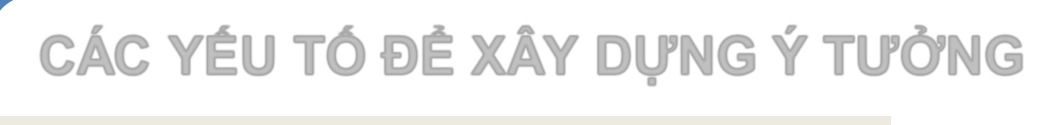 CÁC YẾU TỐ ĐỂ XÂY DỰNG Ý TƯỞNG